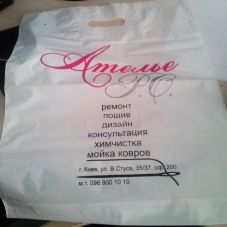 Ателье
P.C.
ремонт
пошив
дизайн
консультация
химчистка
мойка ковров
г. Киев, ул. В Стуса, 35/37, оф. 200
м.т. 096 900 10 10